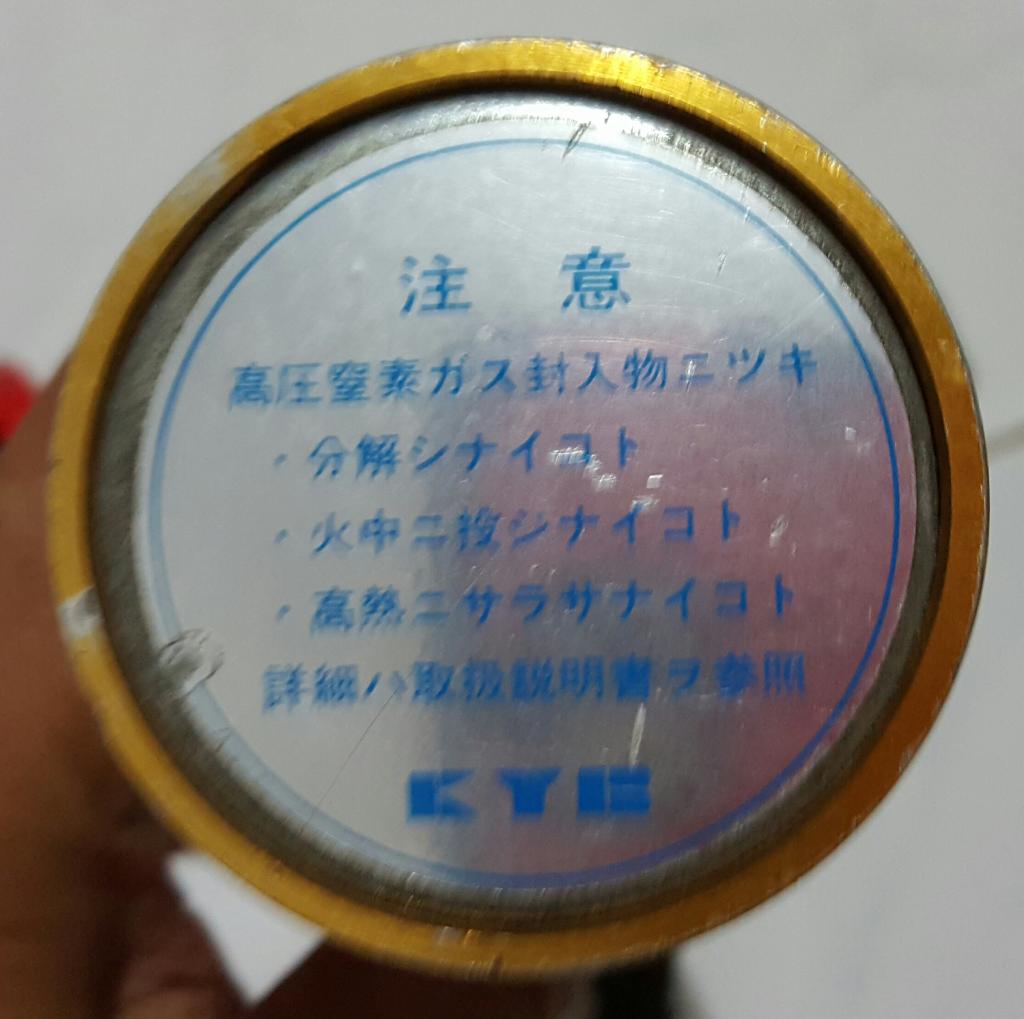 注意
高圧窒素ガス封入物ニツキ
・分解シナイコト
・火中ニ投シナイコト
・高熱ニサラサナイコト
詳細ハ取扱説明書ヲ参照
KYB